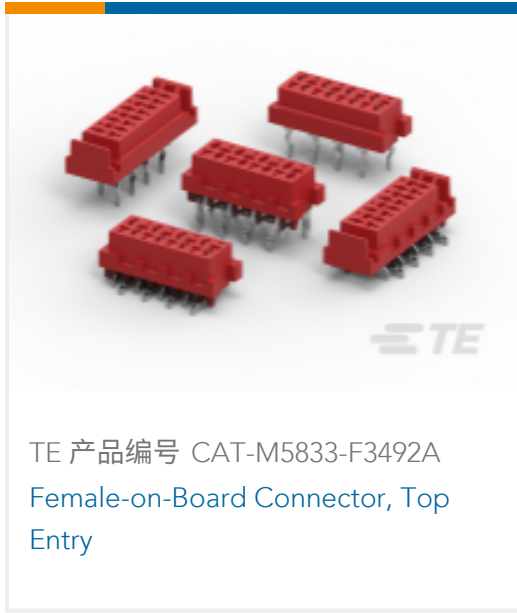 TE
TE 产品编号 CAT-M5833-F3492A
Female-on-Board Connector, Top
Entry